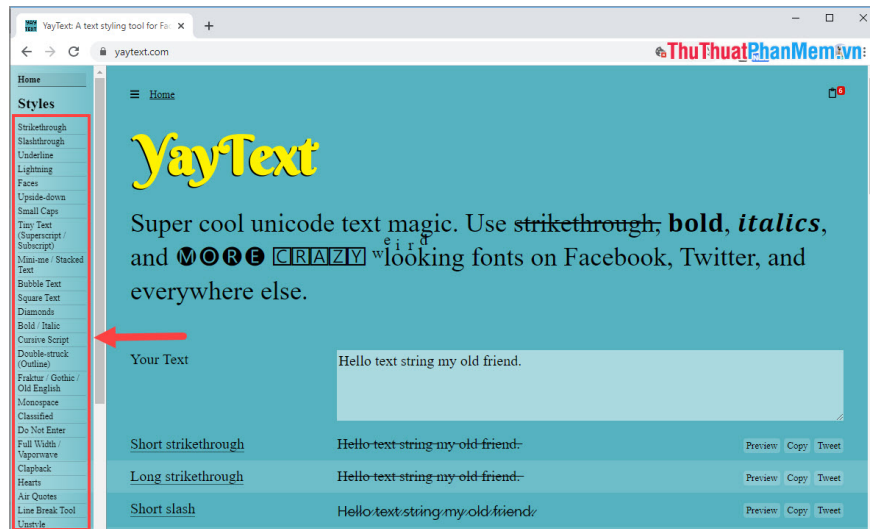 YayText: A text styling tool for Fac
yaytext.com
ThuThuatPhanMem.vn
Home
Styles
Strikethrough
Slashthrough
Underline
Lightning
Faces
Upside-down
Small Caps
Tiny Text
(Superscript /
Subscript)
Mini-me / Stacked
Text
Bubble Text
Square Text
Diamonds
Bold / Italic
Cursive Script
Double-struck
(Outline)
Fraktur / Gothic /
Old English
Monospace
Classified
Do Not Enter
Full Width /
Vaporwave
Clapback
Hearts
Air Quotes
Line Break Tool
Unstyle
Home
6
YayText
Super cool unicode text magic. Use strikethrough, bold, italics,
and MORE CRAZY weird looking fonts on Facebook, Twitter, and
everywhere else.
Your Text
Hello text string my old friend.
Short strikethrough Hello text string my old friend. Preview Copy Tweet
Long strikethrough Hello text string my old friend. Preview Copy Tweet
Short slash Hello text string my old friend. Preview Copy Tweet